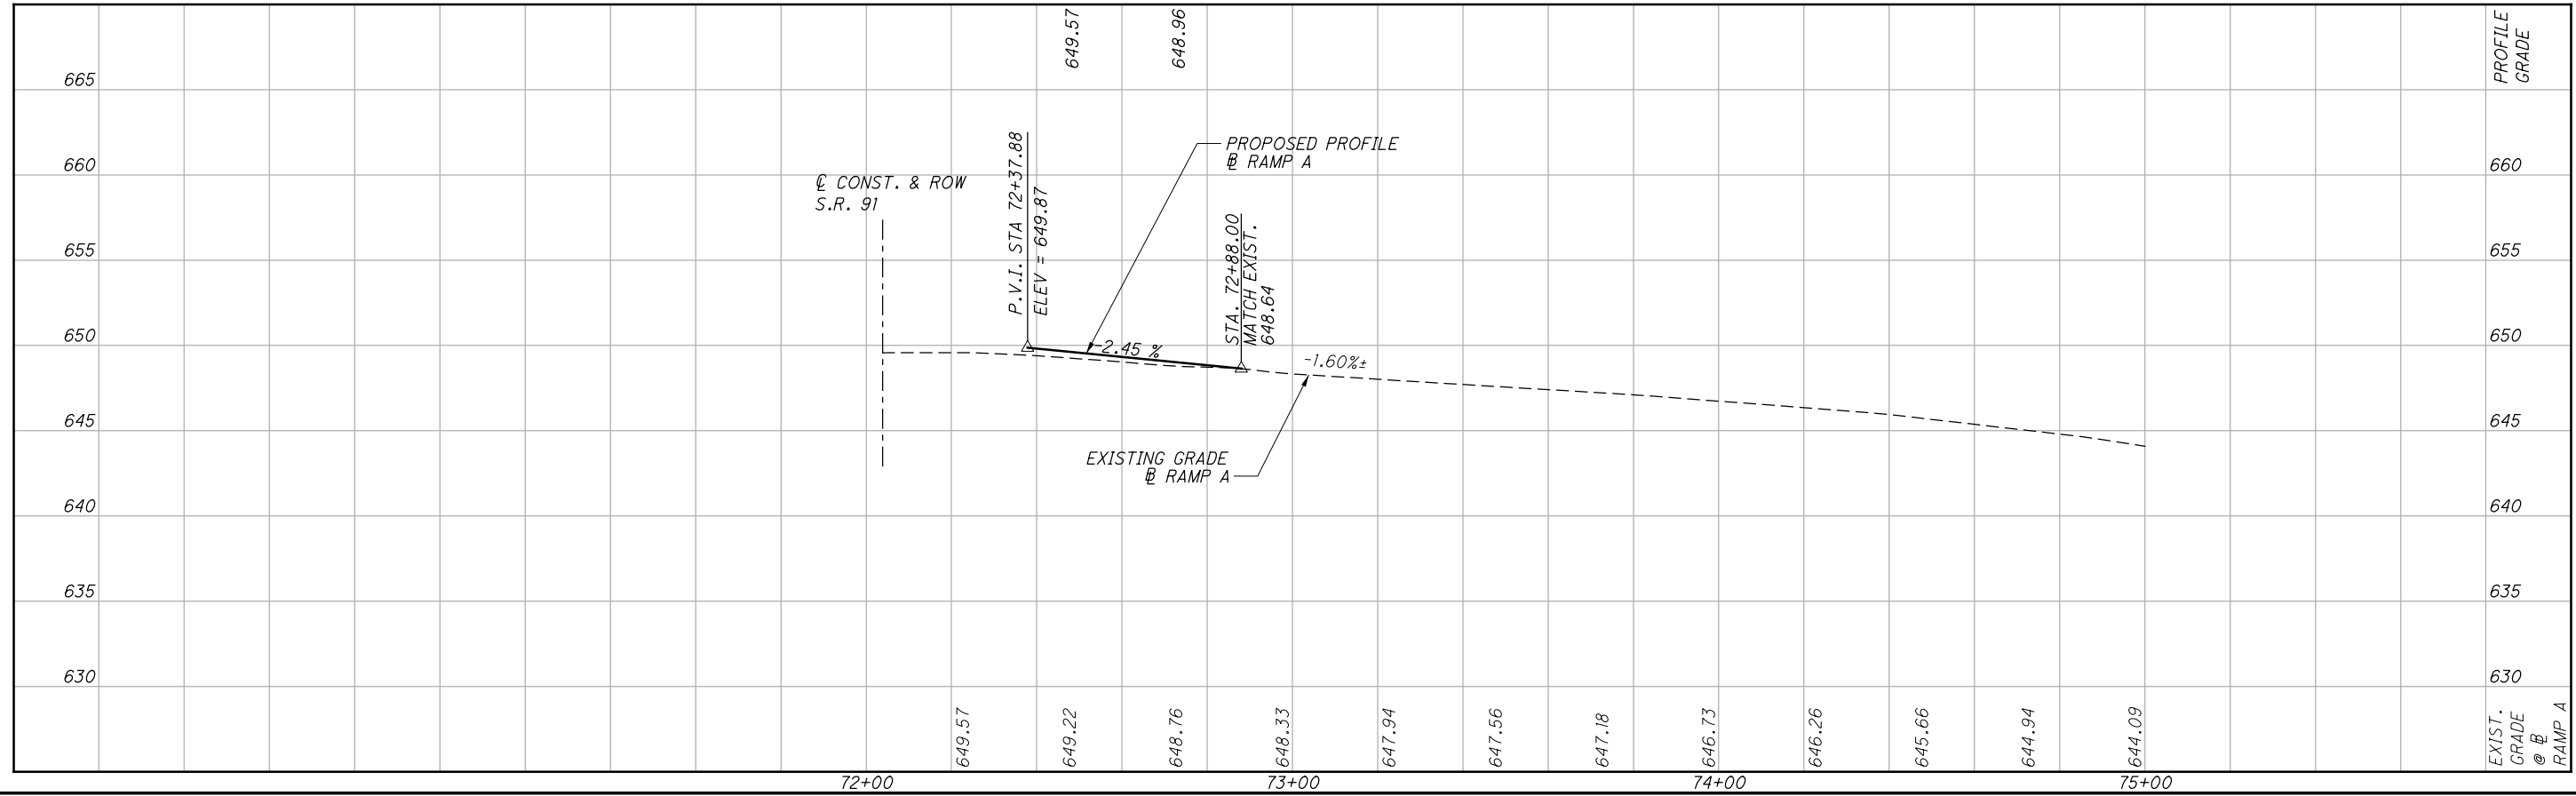 649.57
648.96
PROFILE
GRADE
665
660
655
650
645
640
635
630
℄ CONST. & ROW
S.R. 91
P.V.I. STA 72+37.88
ELEV = 649.87
PROPOSED PROFILE
BL RAMP A
STA. 72+88.00
MATCH EXIST.
648.64
-2.45 %
-1.60%±
EXISTING GRADE
BL RAMP A
660
655
650
645
640
635
630
649.57
649.22
648.76
648.33
647.94
647.56
647.18
646.73
646.26
645.66
644.94
644.09
EXIST.
GRADE
@ BL
RAMP A
72+00
73+00
74+00
75+00